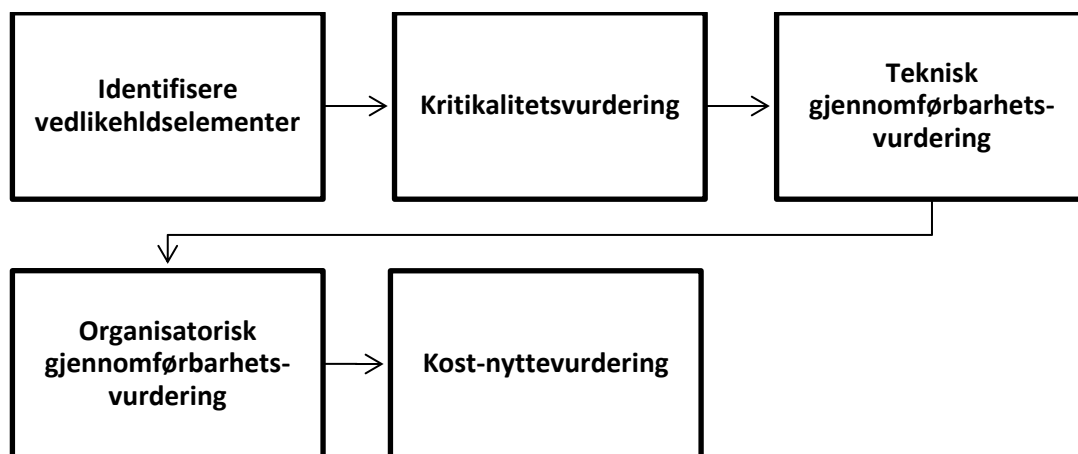 Identifisere
vedlikehldselementer
Kritikalitetsvurdering
Teknisk
gjennomførbarhets-
vurdering
Organisatorisk
gjennomførbarhets-
vurdering
Kost-nyttevurdering